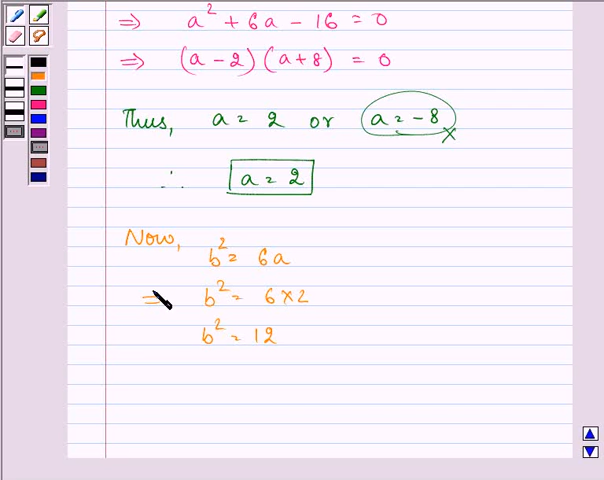 ⇒ a² + 6a − 16 = 0
⇒ (a − 2) (a + 8) = 0
Thus, a = 2 or a = − 8 x
∴ a = 2
Now,
b² = 6a
⇒ b² = 6 × 2
b² = 12